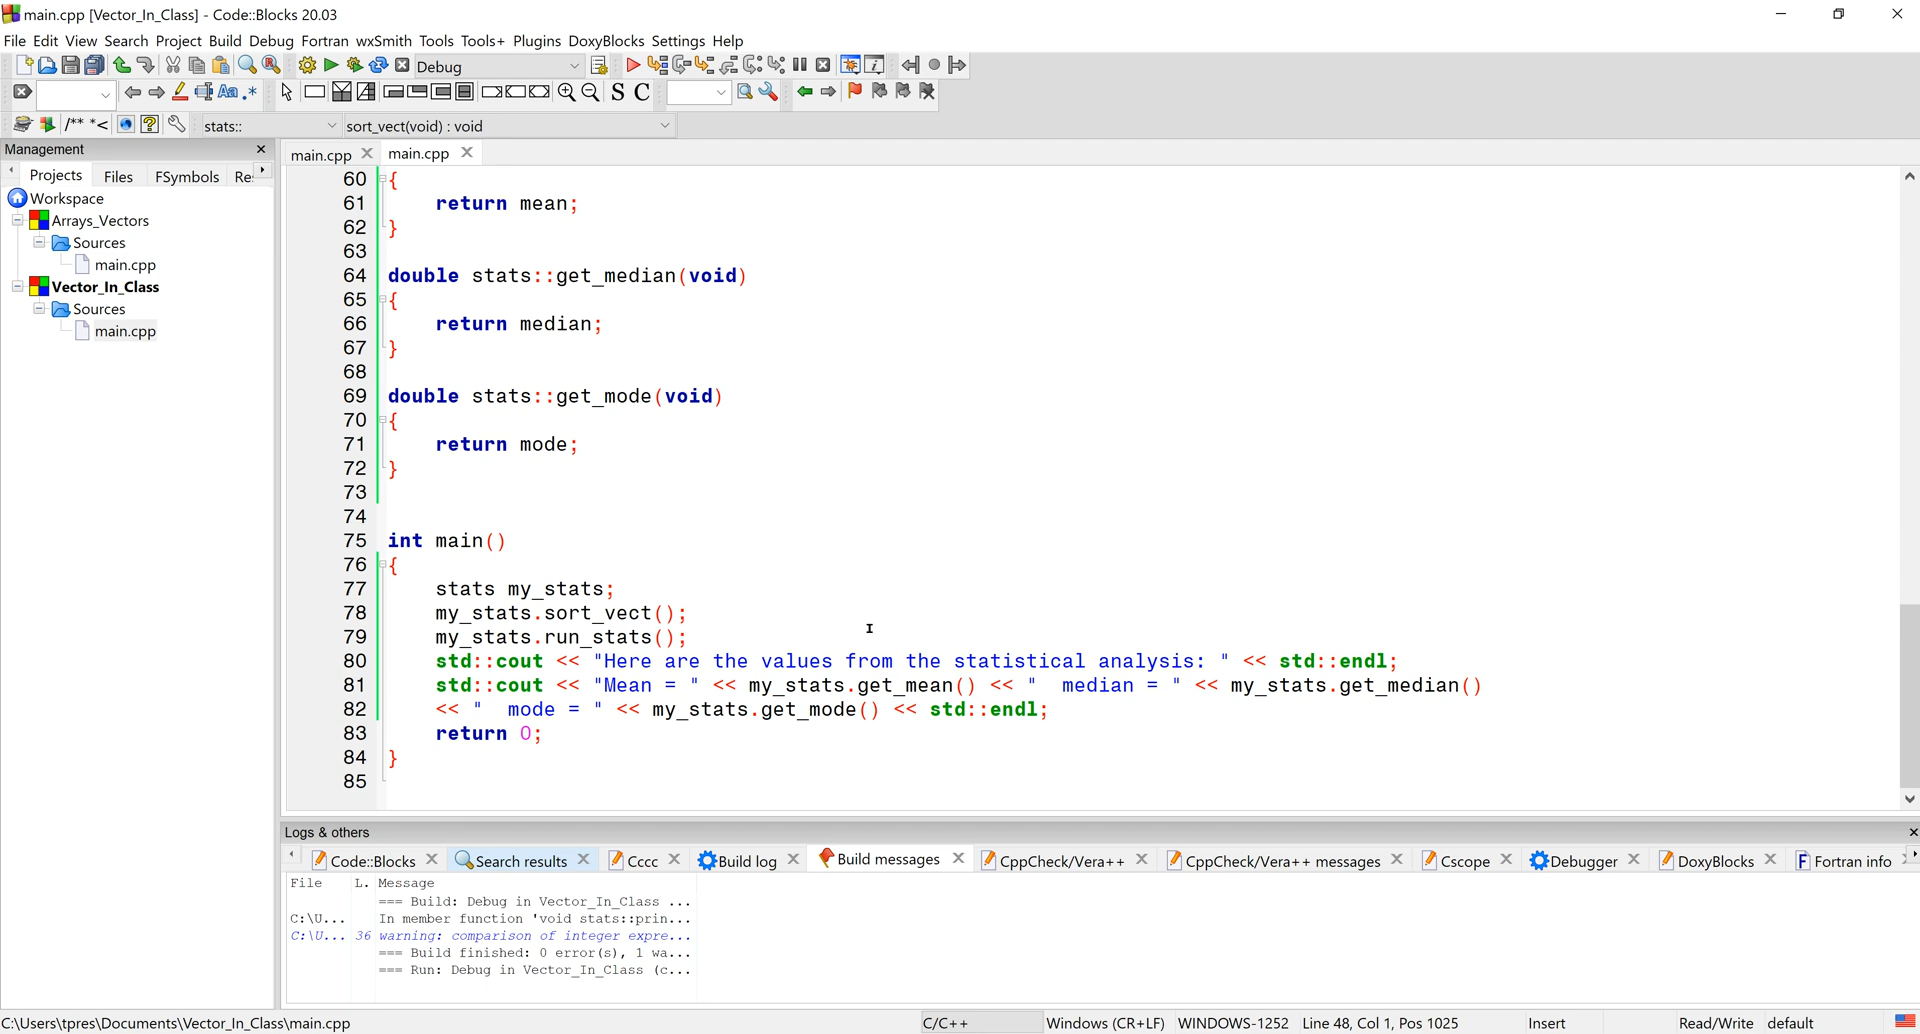 main.cpp [Vector_In_Class] - Code::Blocks 20.03
File Edit View Search Project Build Debug Fortran wxSmith Tools Tools+ Plugins DoxyBlocks Settings Help
Debug
S C
/** *<
stats::
sort_vect(void) : void
Management
main.cpp
main.cpp
Projects Files FSymbols Re
Workspace
Arrays_Vectors
Sources
main.cpp
Vector_In_Class
Sources
main.cpp
60 {
61     return mean;
62 }
63
64 double stats::get_median(void)
65 {
66     return median;
67 }
68
69 double stats::get_mode(void)
70 {
71     return mode;
72 }
73
74
75 int main()
76 {
77     stats my_stats;
78     my_stats.sort_vect();
79     my_stats.run_stats();
80     std::cout << "Here are the values from the statistical analysis: " << std::endl;
81     std::cout << "Mean = " << my_stats.get_mean() << "  median = " << my_stats.get_median()
82     << "  mode = " << my_stats.get_mode() << std::endl;
83     return 0;
84 }
85
Logs & others
Code::Blocks Search results Cccc Build log Build messages CppCheck/Vera++ CppCheck/Vera++ messages Cscope Debugger DoxyBlocks Fortran info
File L. Message
=== Build: Debug in Vector_In_Class ...
C:\U... In member function 'void stats::prin...
C:\U... 36 warning: comparison of integer expre...
=== Build finished: 0 error(s), 1 wa...
=== Run: Debug in Vector_In_Class (c...
C:\Users\tpres\Documents\Vector_In_Class\main.cpp C/C++ Windows (CR+LF) WINDOWS-1252 Line 48, Col 1, Pos 1025 Insert Read/Write default